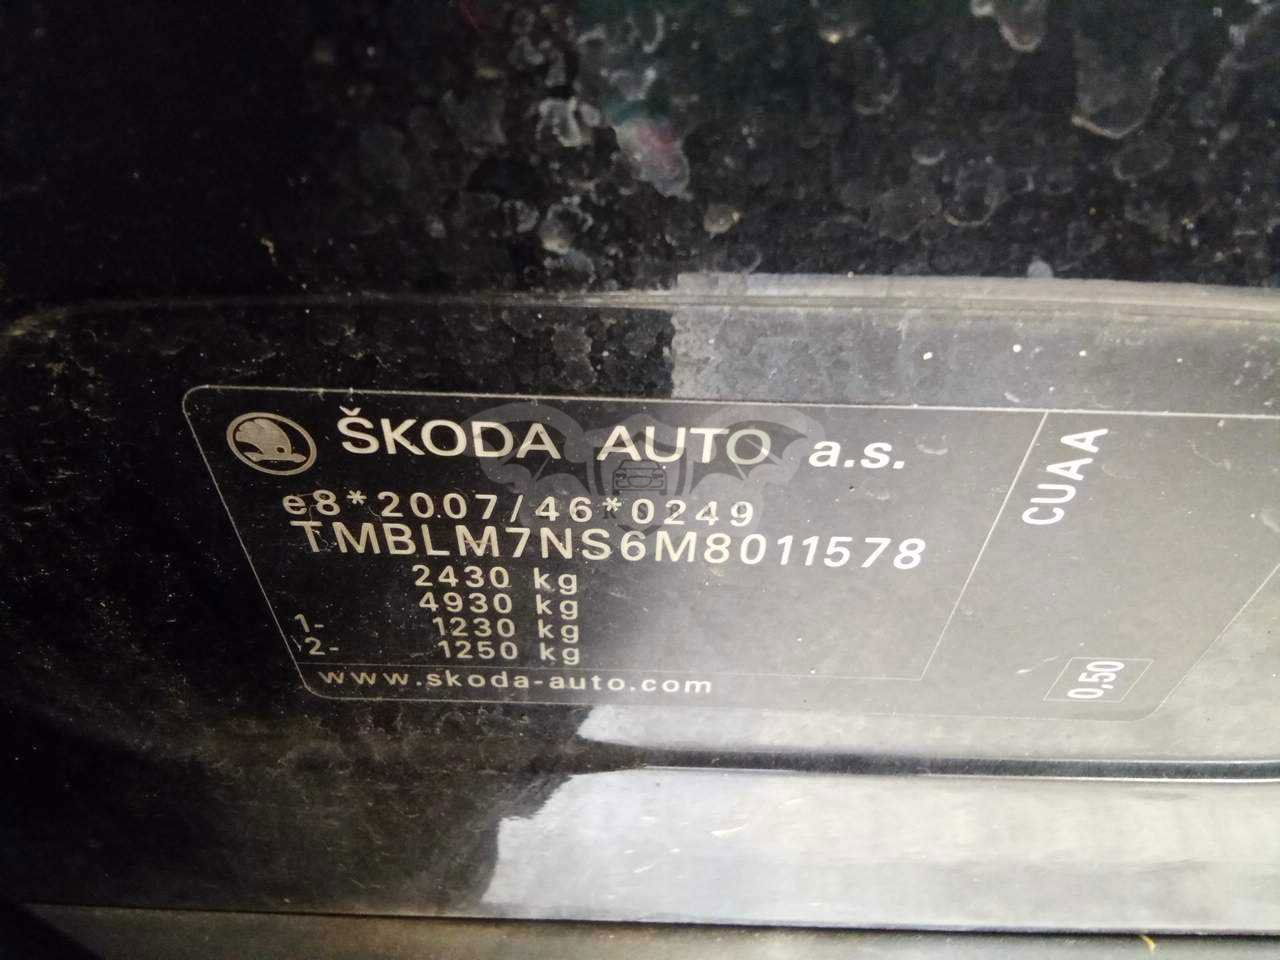 ŠKODA AUTO a.s.
e8*2007/46*0249
TMBLM7NS6M8011578
2430 kg
4930 kg
1- 1230 kg
2- 1250 kg
www.skoda-auto.com
CUAA
0,50